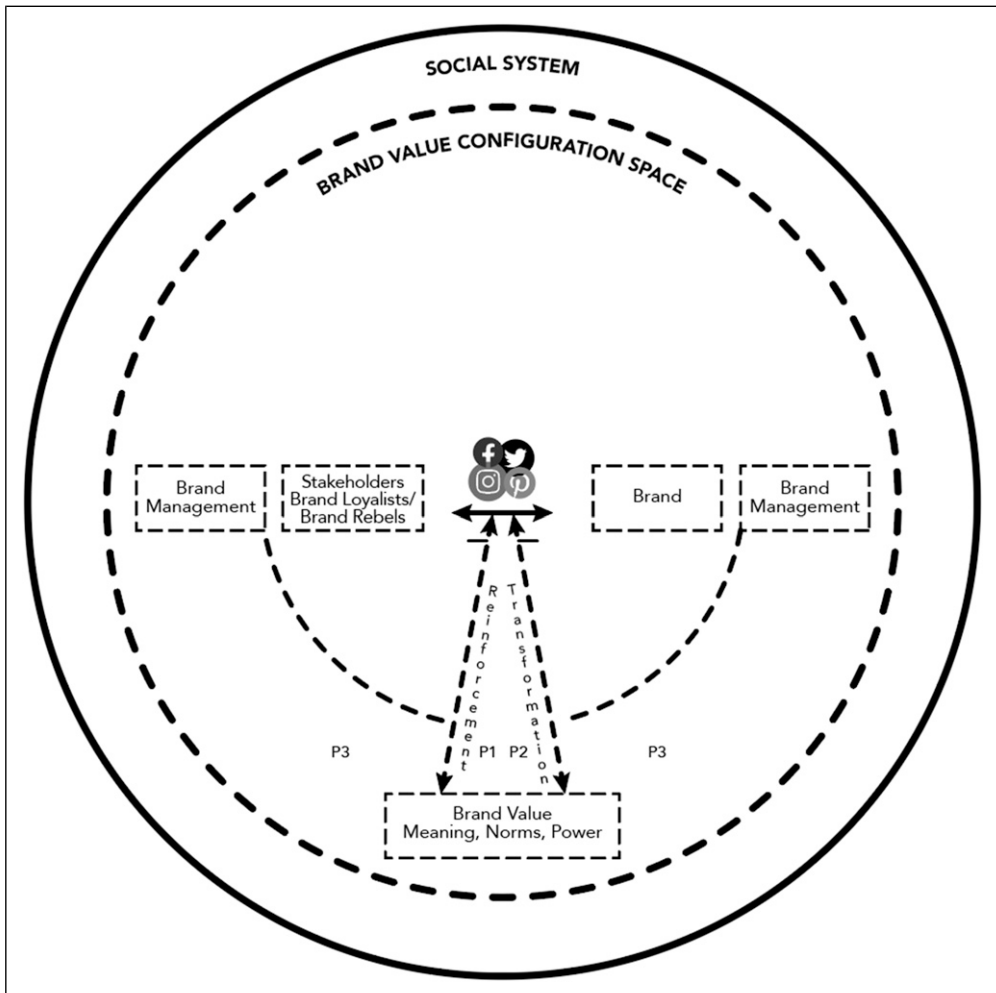 SOCIAL SYSTEM
BRAND VALUE CONFIGURATION SPACE
Brand
Management
Stakeholders
Brand Loyalists/
Brand Rebels
Brand
Brand
Management
Reinforcement
Transformation
P3
P1
P2
P3
Brand Value
Meaning, Norms, Power